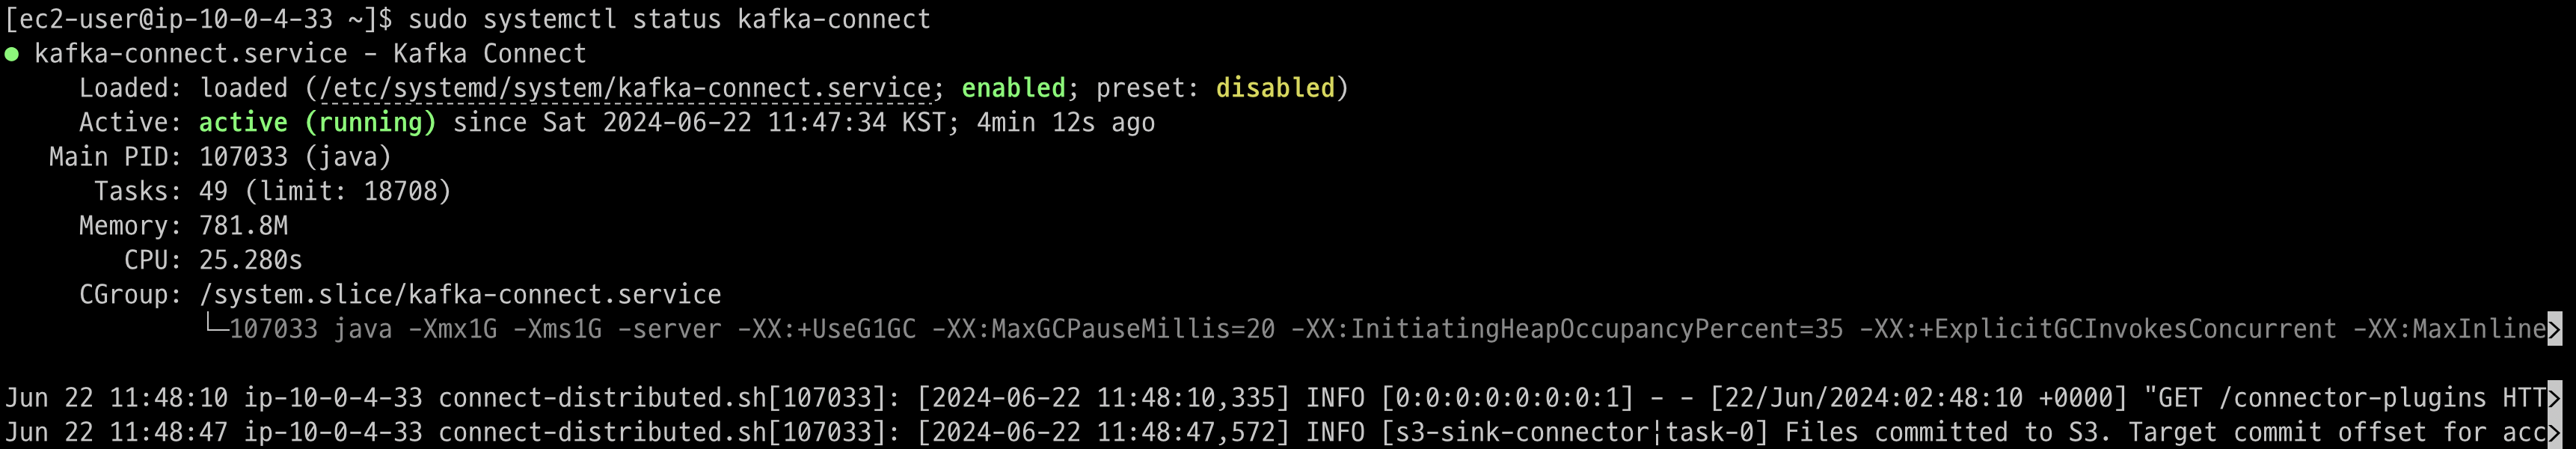 [ec2-user@ip-10-0-4-33 ~]$ sudo systemctl status kafka-connect
● kafka-connect.service - Kafka Connect
Loaded: loaded (/etc/systemd/system/kafka-connect.service; enabled; preset: disabled)
Active: active (running) since Sat 2024-06-22 11:47:34 KST; 4min 12s ago
Main PID: 107033 (java)
Tasks: 49 (limit: 18708)
Memory: 781.8M
CPU: 25.280s
CGroup: /system.slice/kafka-connect.service
└─107033 java -Xmx1G -Xms1G -server -XX:+UseG1GC -XX:MaxGCPauseMillis=20 -XX:InitiatingHeapOccupancyPercent=35 -XX:+ExplicitGCInvokesConcurrent -XX:MaxInline>
Jun 22 11:48:10 ip-10-0-4-33 connect-distributed.sh[107033]: [2024-06-22 11:48:10,335] INFO [0:0:0:0:0:0:0:1] - - [22/Jun/2024:02:48:10 +0000] "GET /connector-plugins HTT>
Jun 22 11:48:47 ip-10-0-4-33 connect-distributed.sh[107033]: [2024-06-22 11:48:47,572] INFO [s3-sink-connector|task-0] Files committed to S3. Target commit offset for acc>